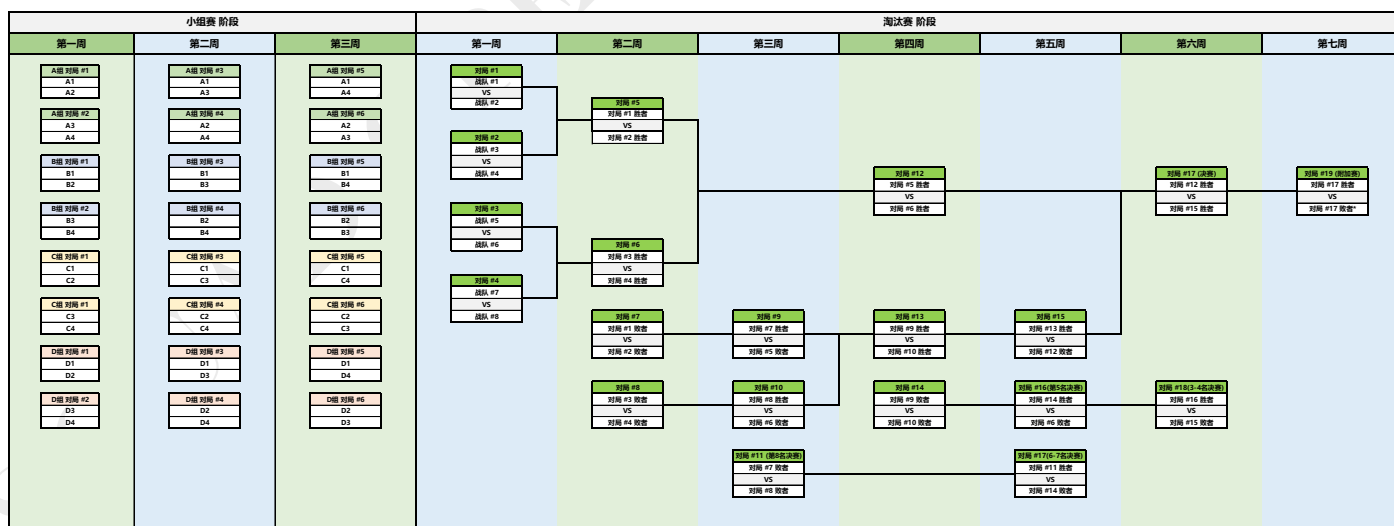 小组赛 阶段
淘汰赛 阶段
第一周
第二周
第三周
第一周
第二周
第三周
第四周
第五周
第六周
第七周
A组 对局 #1
A1
A2
A组 对局 #2
A3
A4
B组 对局 #1
B1
B2
B组 对局 #2
B3
B4
C组 对局 #1
C1
C2
C组 对局 #1
C3
C4
D组 对局 #1
D1
D2
D组 对局 #2
D3
D4
A组 对局 #3
A1
A3
A组 对局 #4
A2
A4
B组 对局 #3
B1
B3
B组 对局 #4
B2
B4
C组 对局 #3
C1
C3
C组 对局 #4
C2
C4
D组 对局 #3
D1
D3
D组 对局 #4
D2
D4
A组 对局 #5
A1
A4
A组 对局 #6
A2
A3
B组 对局 #5
B1
B4
B组 对局 #6
B2
B3
C组 对局 #5
C1
C4
C组 对局 #6
C2
C3
D组 对局 #5
D1
D4
D组 对局 #6
D2
D3
对局 #1
战队 #1
VS
战队 #2
对局 #2
战队 #3
VS
战队 #4
对局 #3
战队 #5
VS
战队 #6
对局 #4
战队 #7
VS
战队 #8
对局 #5
对局 #1 胜者
VS
对局 #2 胜者
对局 #6
对局 #3 胜者
VS
对局 #4 胜者
对局 #7
对局 #1 败者
VS
对局 #2 败者
对局 #8
对局 #3 败者
VS
对局 #4 败者
对局 #9
对局 #7 胜者
VS
对局 #5 败者
对局 #10
对局 #8 胜者
VS
对局 #6 败者
对局 #11 (第8名决赛)
对局 #7 败者
VS
对局 #8 败者
对局 #12
对局 #5 胜者
VS
对局 #6 胜者
对局 #13
对局 #9 胜者
VS
对局 #10 胜者
对局 #14
对局 #9 败者
VS
对局 #10 败者
对局 #15
对局 #13 胜者
VS
对局 #12 败者
对局 #16(第5名决赛)
对局 #14 胜者
VS
对局 #6 败者
对局 #17(6-7名决赛)
对局 #11 胜者
VS
对局 #14 败者
对局 #17 (决赛)
对局 #12 胜者
VS
对局 #15 胜者
对局 #18(3-4名决赛)
对局 #16 胜者
VS
对局 #15 败者
对局 #19 (附加赛)
对局 #17 胜者
VS
对局 #17 败者*